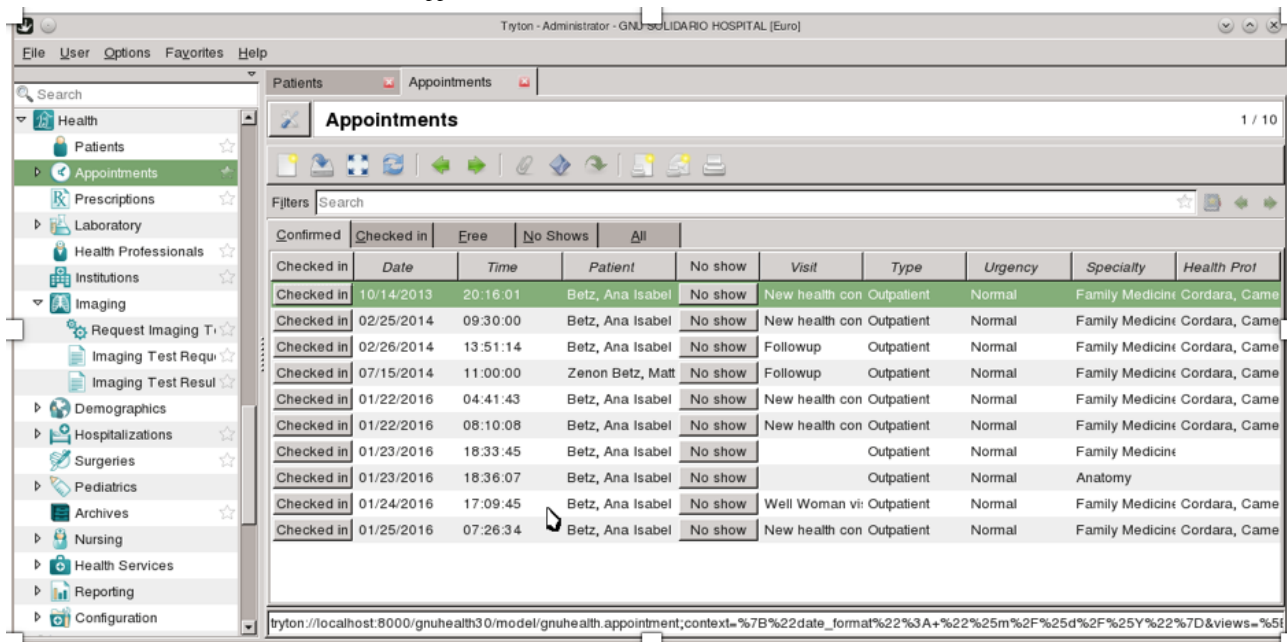 Tryton - Administrator - GNU SOLIDARIO HOSPITAL [Euro]
File User Options Favorites Help
Search
Health
Patients
Appointments
Prescriptions
Laboratory
Health Professionals
Institutions
Imaging
Request Imaging T
Imaging Test Requ
Imaging Test Resul
Demographics
Hospitalizations
Surgeries
Pediatrics
Archives
Nursing
Health Services
Reporting
Configuration
Patients Appointments
Appointments 1 / 10
Filters Search
Confirmed Checked in Free No Shows All
Checked in Date Time Patient No show Visit Type Urgency Specialty Health Prof
Checked in 10/14/2013 20:16:01 Betz, Ana Isabel No show New health con Outpatient Normal Family Medicine Cordara, Came
Checked in 02/25/2014 09:30:00 Betz, Ana Isabel No show New health con Outpatient Normal Family Medicine Cordara, Came
Checked in 02/26/2014 13:51:14 Betz, Ana Isabel No show Followup Outpatient Normal Family Medicine Cordara, Came
Checked in 07/15/2014 11:00:00 Zenon Betz, Matt No show Followup Outpatient Normal Family Medicine Cordara, Came
Checked in 01/22/2016 04:41:43 Betz, Ana Isabel No show New health con Outpatient Normal Family Medicine Cordara, Came
Checked in 01/22/2016 08:10:08 Betz, Ana Isabel No show New health con Outpatient Normal Family Medicine Cordara, Came
Checked in 01/23/2016 18:33:45 Betz, Ana Isabel No show Outpatient Normal Family Medicine
Checked in 01/23/2016 18:36:07 Betz, Ana Isabel No show Outpatient Normal Anatomy
Checked in 01/24/2016 17:09:45 Betz, Ana Isabel No show Well Woman vi Outpatient Normal Family Medicine Cordara, Came
Checked in 01/25/2016 07:26:34 Betz, Ana Isabel No show New health con Outpatient Normal Family Medicine Cordara, Came
tryton://localhost:8000/gnuhealth30/model/gnuhealth.appointment;context=%7B%22date_format%22%3A+%22%25m%2F%25d%2F%25Y%22%7D&views=%5